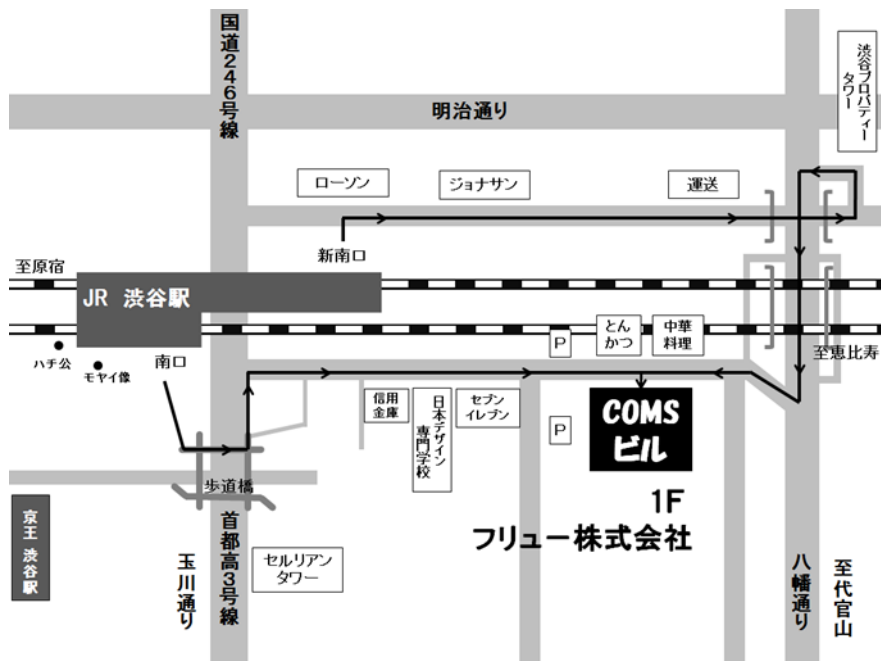 国道246号線
渋谷プロパティー
タワー
明治通り
ローソン
ジョナサン
運送
新南口
至原宿
JR 渋谷駅
ハチ公
モヤイ像
南口
P
とん
かつ
中華
料理
至恵比寿
信用
金庫
日本デザイン
専門学校
セブン
イレブン
P
COMS
ビル
歩道橋
1F
フリュー株式会社
京王 渋谷駅
玉川通り
首都高3号線
セルリアン
タワー
八幡通り
至代官山